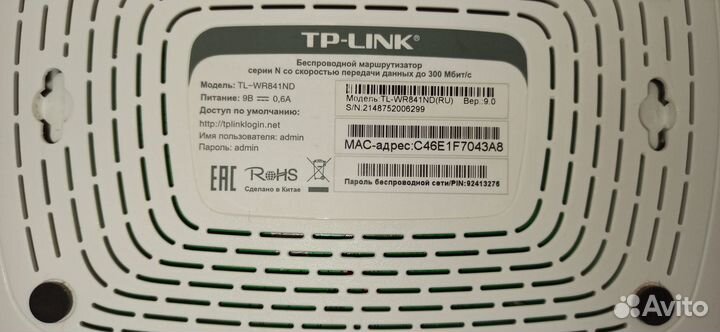 TP-LINK®
Беспроводной маршрутизатор
серии N со скоростью передачи данных до 300 Мбит/с
Модель: TL-WR841ND
Питание: 9В 0,6А
Доступ по умолчанию:
http://tplinklogin.net
Имя пользователя: admin
Пароль: admin
EAC RoHS
Сделано в Китае
Модель:TL-WR841ND(RU) Вер.:9.0
S/N:2148752006299
MAC-адрес:C46E1F7043A8
Пароль беспроводной сети/PIN:92413276
Avito